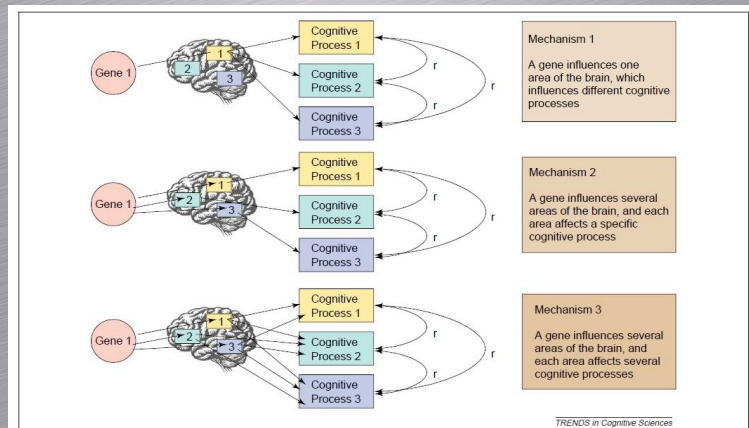 Cognitive
Process 1
Gene 1
1
2
3
Cognitive
Process 2
Cognitive
Process 3
r
r
r
Mechanism 1
A gene influences one
area of the brain, which
influences different cognitive
processes
Cognitive
Process 1
Gene 1
1
2
3
Cognitive
Process 2
Cognitive
Process 3
r
r
r
Mechanism 2
A gene influences several
areas of the brain, and each
area affects a specific
cognitive process
Cognitive
Process 1
Gene 1
1
2
3
Cognitive
Process 2
Cognitive
Process 3
r
r
r
Mechanism 3
A gene influences several
areas of the brain, and
each area affects several
cognitive processes
TRENDS in Cognitive Sciences